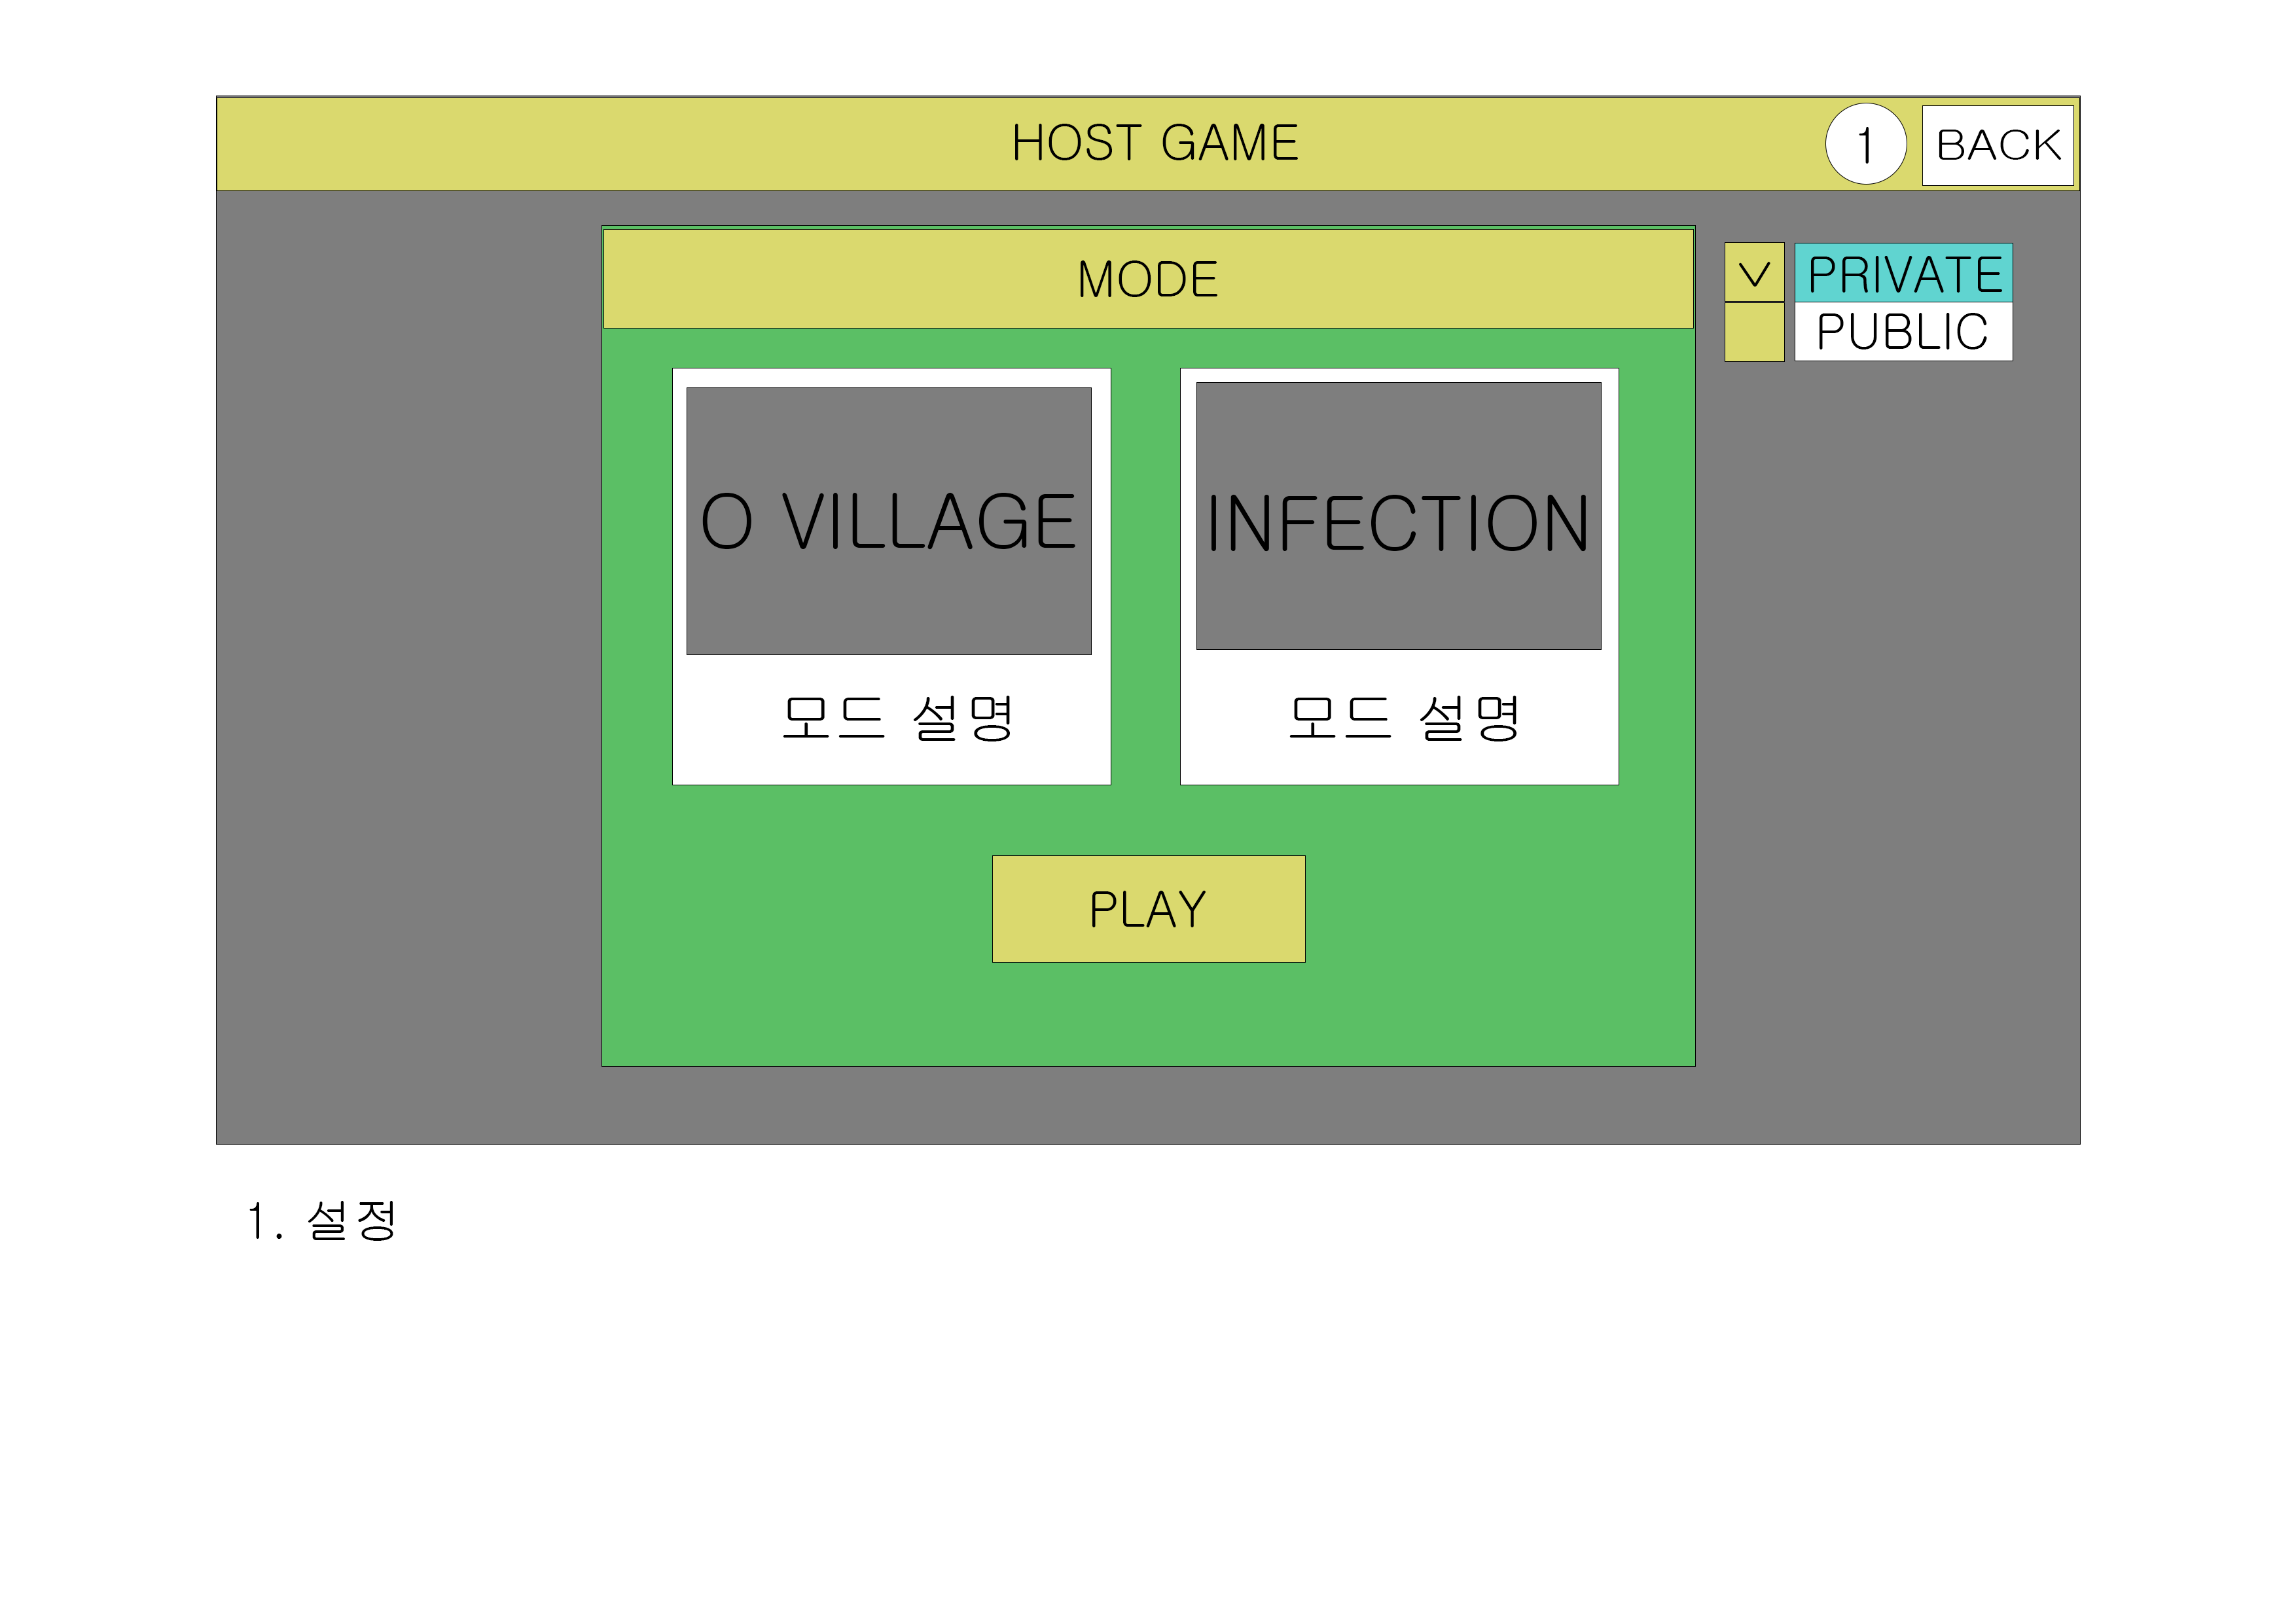 HOST GAME
1
BACK
MODE
V
PRIVATE
PUBLIC
O VILLAGE
INFECTION
모드 설명
모드 설명
PLAY
1. 설정